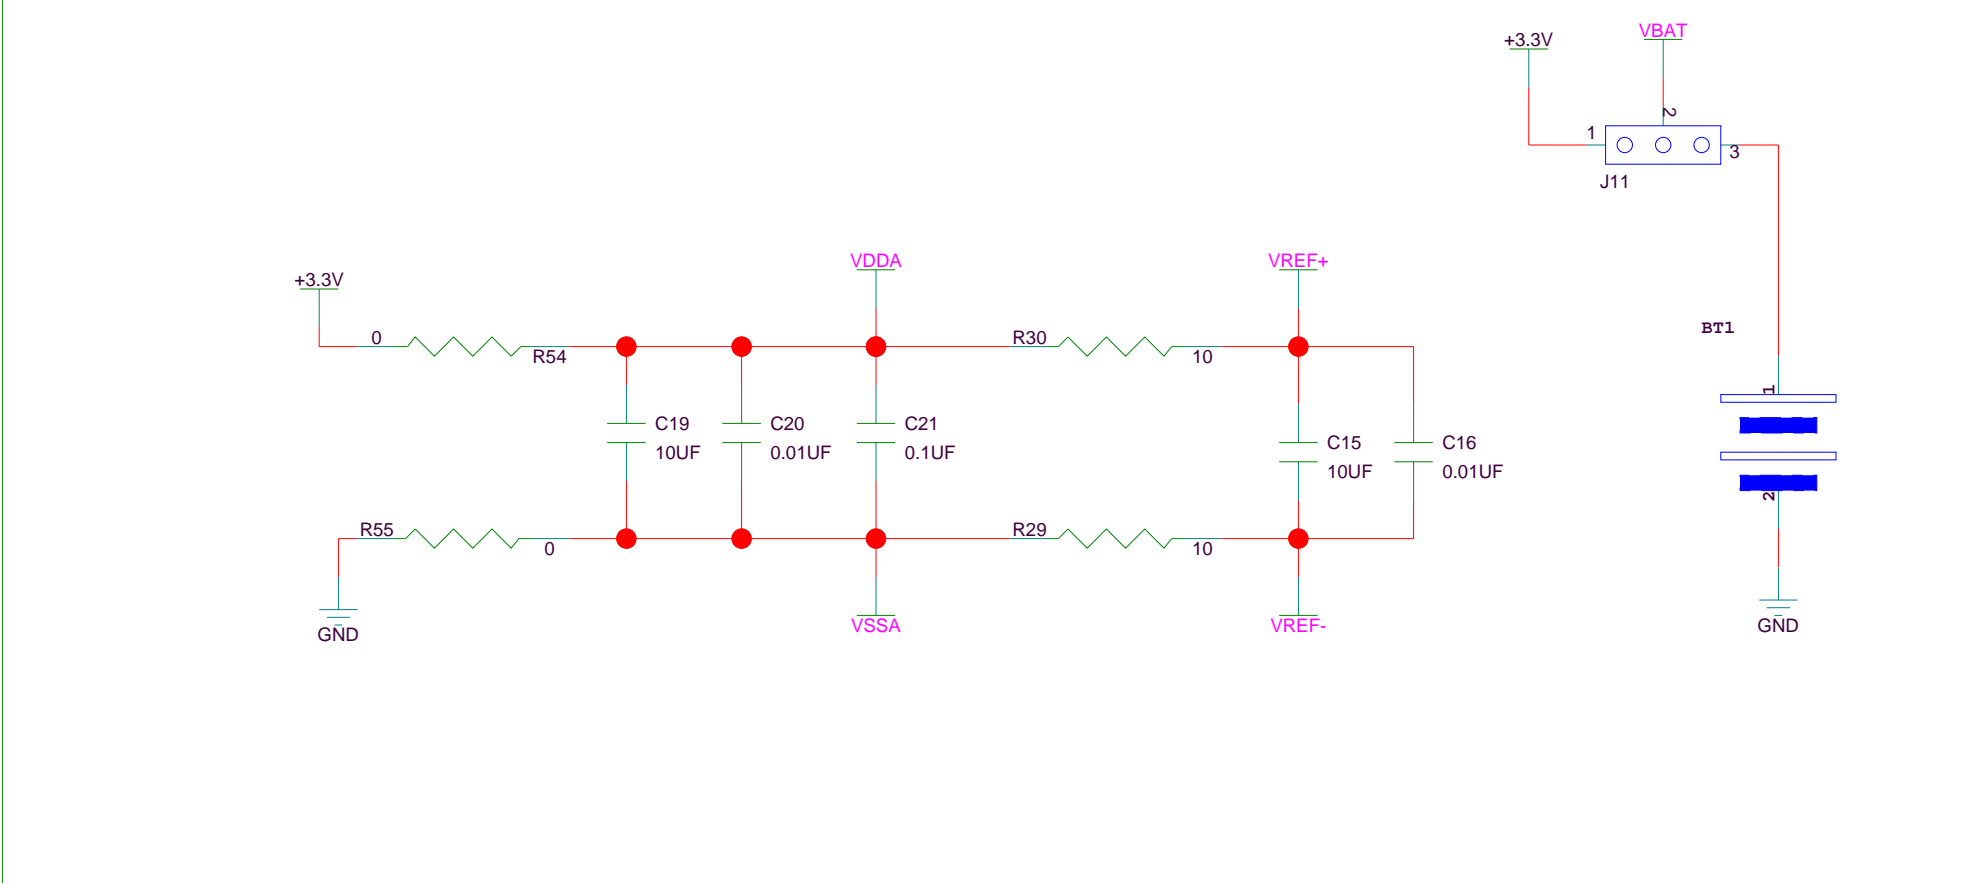 VBAT
+3.3V
2
1
3
J11
VDDA
VREF+
+3.3V
BT1
0
R54
R30
10
1
C19
10UF
C20
0.01UF
C21
0.1UF
C15
10UF
C16
0.01UF
2
R55
0
R29
10
GND
VSSA
VREF-
GND